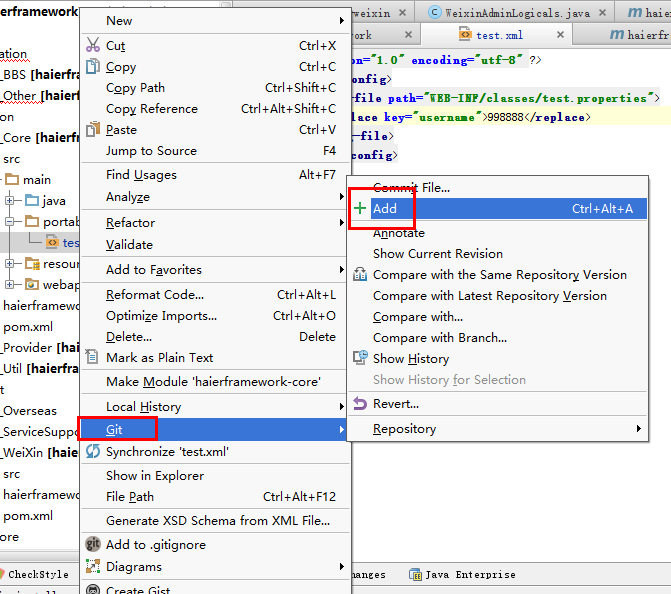 erframework
weixin
WeixinAdminLogicals.java
haier
New
work
test.xml
haierfr
ation
Cut Ctrl+X
on="1.0" encoding="utf-8" ?>
_BBS [haierfram
Copy Ctrl+C
onfig>
_Other [haierf
Copy Path Ctrl+Shift+C
-file path="WEB-INF/classes/test.properties">
on
Copy Reference Ctrl+Alt+Shift+C
lace key="username">998888</replace>
_Core [haierfr
Paste Ctrl+V
g-file>
src
Jump to Source F4
config>
main
Find Usages Alt+F7
java
Analyze
Commit File...
portab
Refactor
Add Ctrl+Alt+A
tes
Validate
Annotate
resour
Add to Favorites
Show Current Revision
webap
Reformat Code... Ctrl+Alt+L
Compare with the Same Repository Version
haierframew
Optimize Imports... Ctrl+Alt+O
Compare with Latest Repository Version
pom.xml
Delete... Delete
Compare with...
_Provider [hai
Mark as Plain Text
Compare with Branch...
_Util [haierfra
Show History
Make Module 'haierframework-core'
Show History for Selection
t
Local History
Revert...
_Overseas
Git
Repository
_ServiceSuppo
Synchronize 'test.xml'
_WeiXin [haier
Show in Explorer
src
File Path Ctrl+Alt+F12
haierframew
Generate XSD Schema from XML File...
pom.xml
Add to .gitignore
ore
Diagrams
CheckStyle
hanges
Java Enterprise
Create Gist